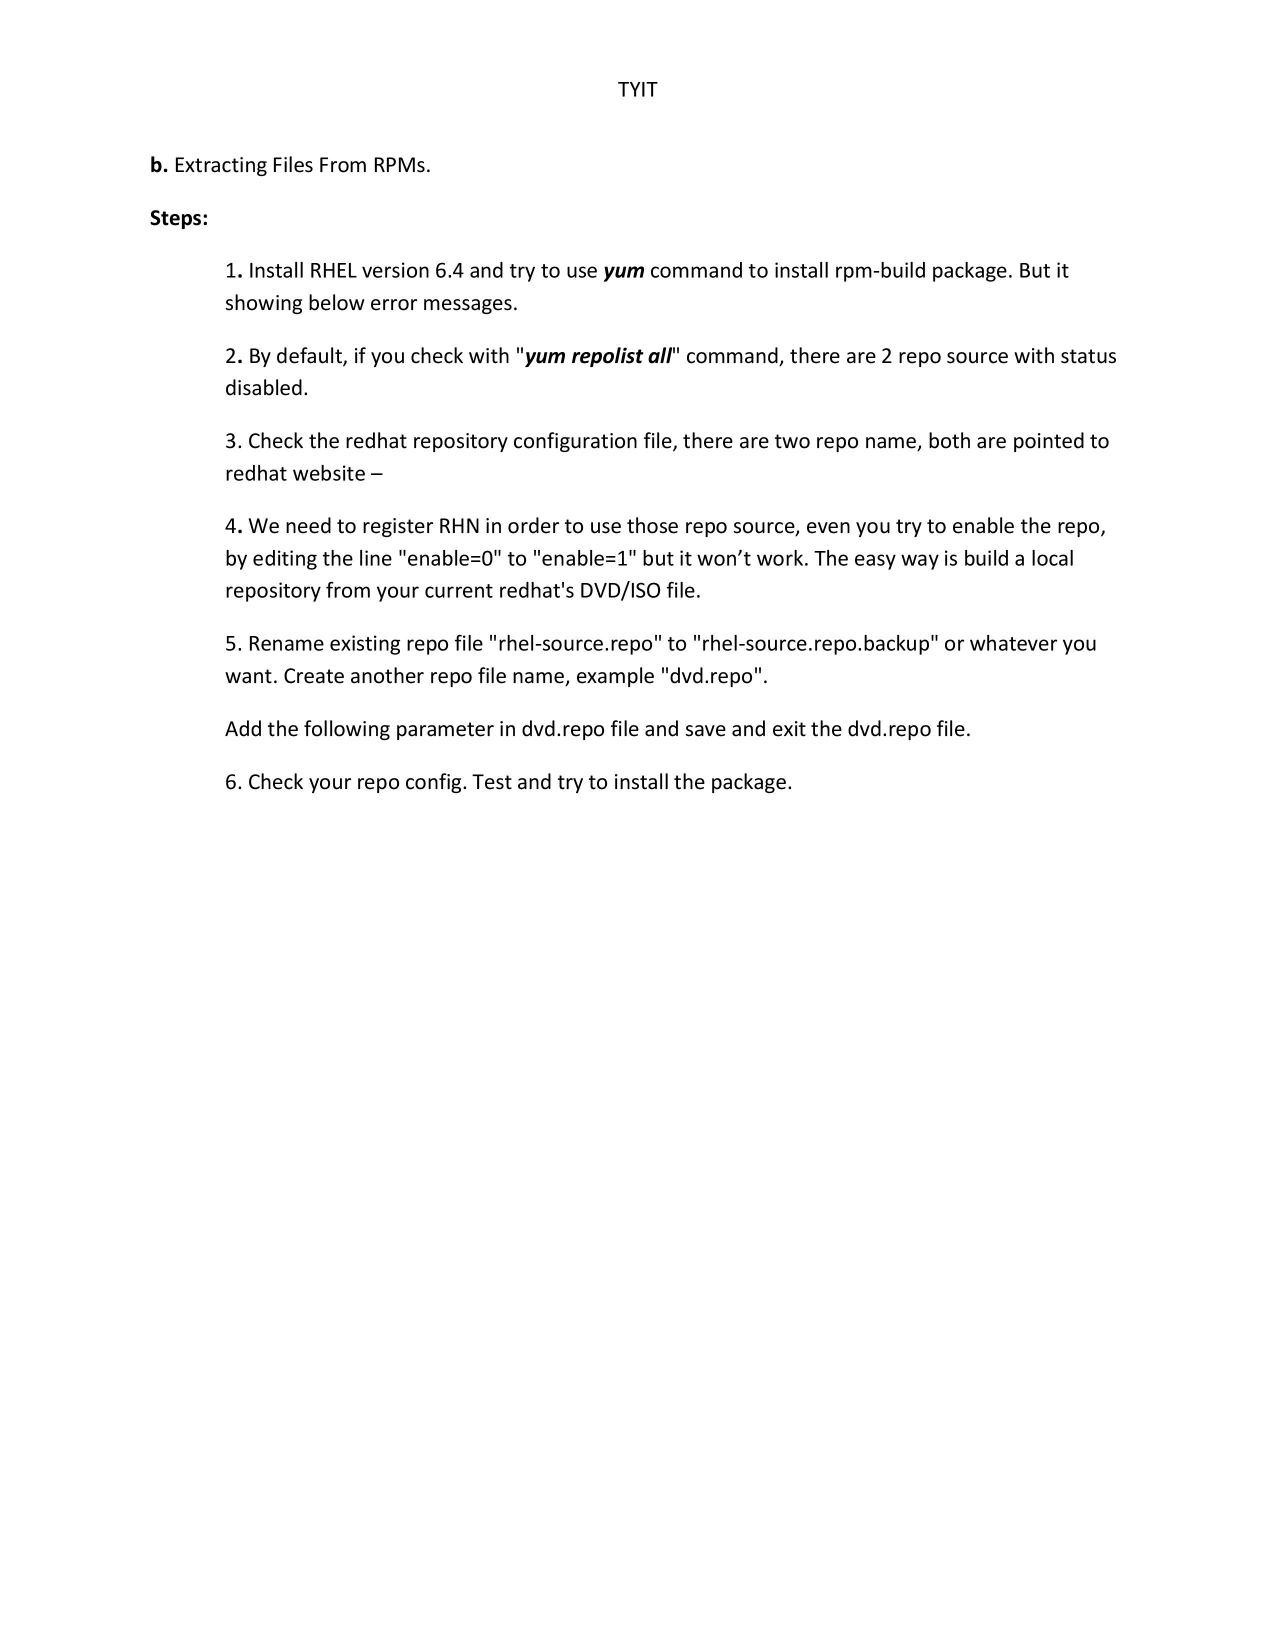 TYIT
b. Extracting Files From RPMs.
Steps:
1. Install RHEL version 6.4 and try to use yum command to install rpm-build package. But it
showing below error messages.
2. By default, if you check with "yum repolist all" command, there are 2 repo source with status
disabled.
3. Check the redhat repository configuration file, there are two repo name, both are pointed to
redhat website –
4. We need to register RHN in order to use those repo source, even you try to enable the repo,
by editing the line "enable=0" to "enable=1" but it won’t work. The easy way is build a local
repository from your current redhat's DVD/ISO file.
5. Rename existing repo file "rhel-source.repo" to "rhel-source.repo.backup" or whatever you
want. Create another repo file name, example "dvd.repo".
Add the following parameter in dvd.repo file and save and exit the dvd.repo file.
6. Check your repo config. Test and try to install the package.